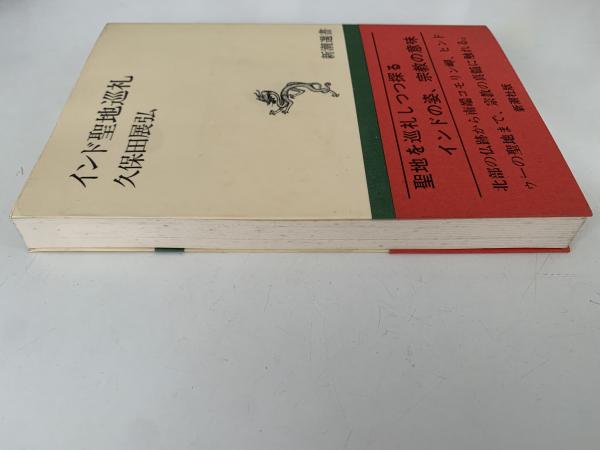 インド聖地巡礼
久保田展弘
新潮選書
聖地を巡礼しつつ探る
インドの姿、宗教の意味
北部の仏跡から南端コモリン岬、ヒンド
ゥーの聖地まで、宗教の真髄に触れる。
新潮社版